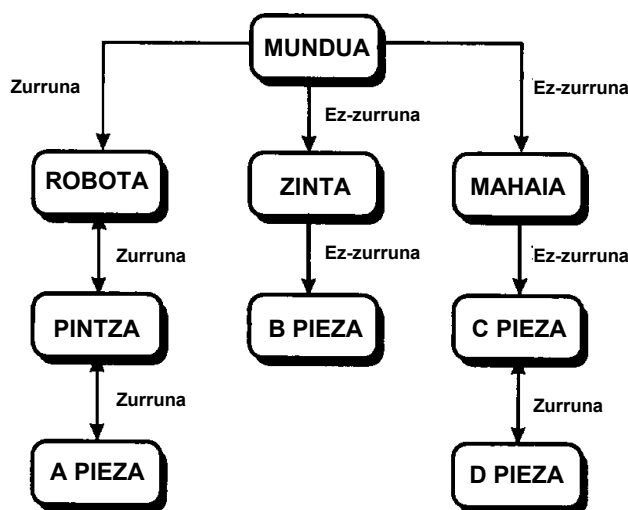 MUNDUA
Zurruna
Ez-zurruna
Ez-zurruna
ROBOTA
ZINTA
MAHAIA
Zurruna
Ez-zurruna
Ez-zurruna
PINTZA
B PIEZA
C PIEZA
Zurruna
Zurruna
A PIEZA
D PIEZA